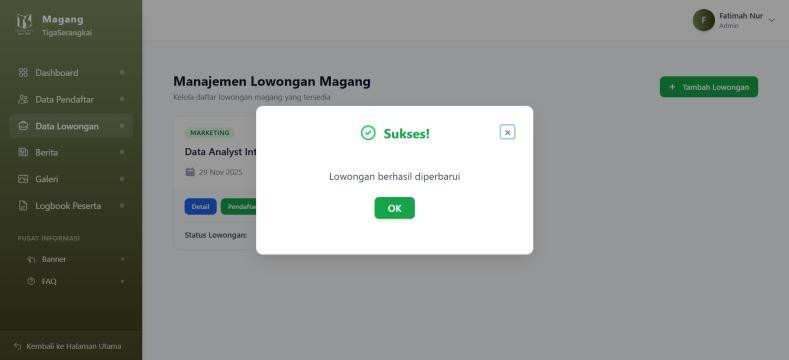 Magang
TigaSerangkai
Dashboard
Data Pendaftar
Data Lowongan
Berita
Galeri
Logbook Peserta
PUSAT INFORMASI
Banner
FAQ
Kembali ke Halaman Utama
F
Fatimah Nur
Admin
Manajemen Lowongan Magang
Kelola daftar lowongan magang yang tersedia
+ Tambah Lowongan
MARKETING
Data Analyst Int
29 Nov 2025
Detail
Pendafta
Status Lowongan:
Sukses!
Lowongan berhasil diperbarui
OK